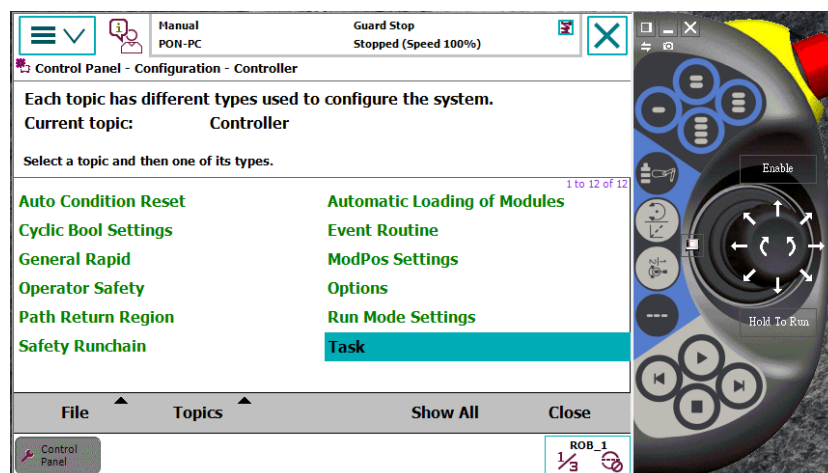 Manual
PON-PC
Guard Stop
Stopped (Speed 100%)
Control Panel - Configuration - Controller
Each topic has different types used to configure the system.
Current topic: Controller
Select a topic and then one of its types.
1 to 12 of 12
Auto Condition Reset
Automatic Loading of Modules
Cyclic Bool Settings
Event Routine
General Rapid
ModPos Settings
Operator Safety
Options
Path Return Region
Run Mode Settings
Safety Runchain
Task
File Topics Show All Close
Control
Panel
ROB_1
1/3
Enable
Hold To Run